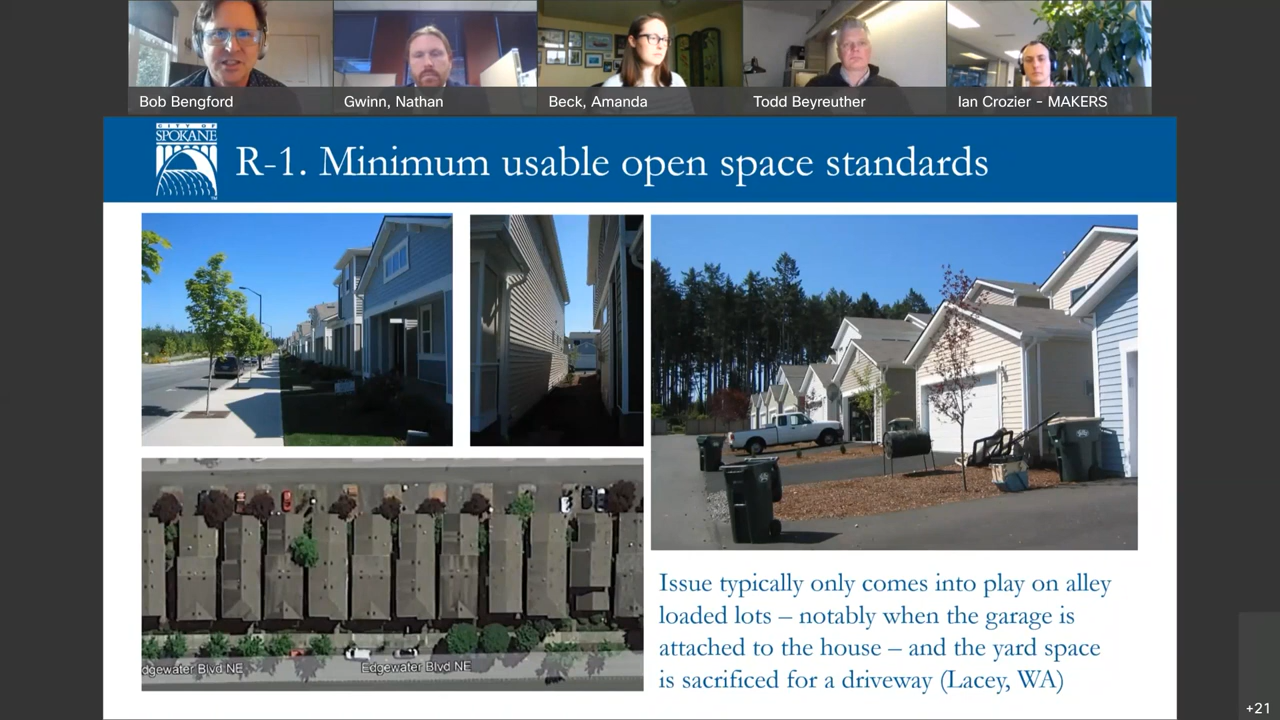 Bob Bengford
Gwinn, Nathan
Beck, Amanda
Todd Beyreuther
Ian Crozier - MAKERS
CITY OF
SPOKANE
R-1. Minimum usable open space standards
Issue typically only comes into play on alley
loaded lots – notably when the garage is
attached to the house – and the yard space
is sacrificed for a driveway (Lacey, WA)
dgewater Blvd NE
Edgewater Blvd NE
+21